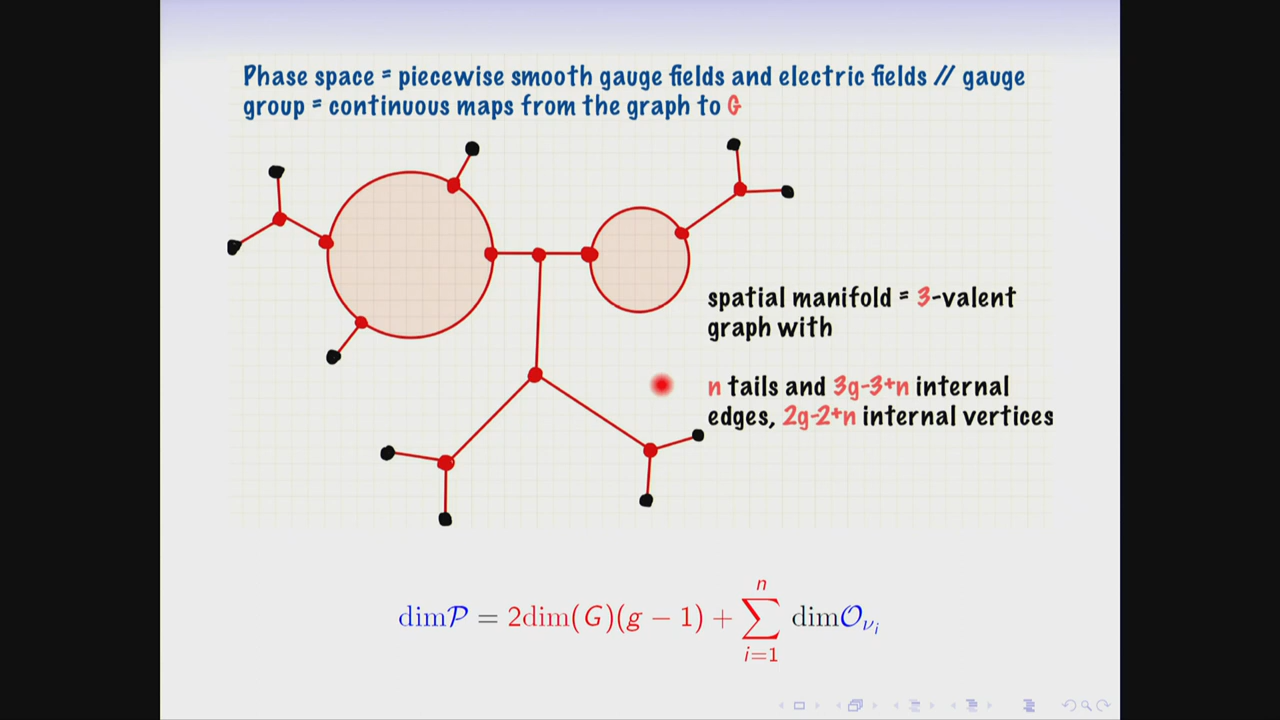 Phase space = piecewise smooth gauge fields and electric fields // gauge
group = continuous maps from the graph to G
spatial manifold = 3-valent
graph with
n tails and 3g-3+n internal
edges, 2g-2+n internal vertices
dim𝒫 = 2dim(G)(g − 1) + ∑_{i=1}^{n} dim𝒪_{ν_i}